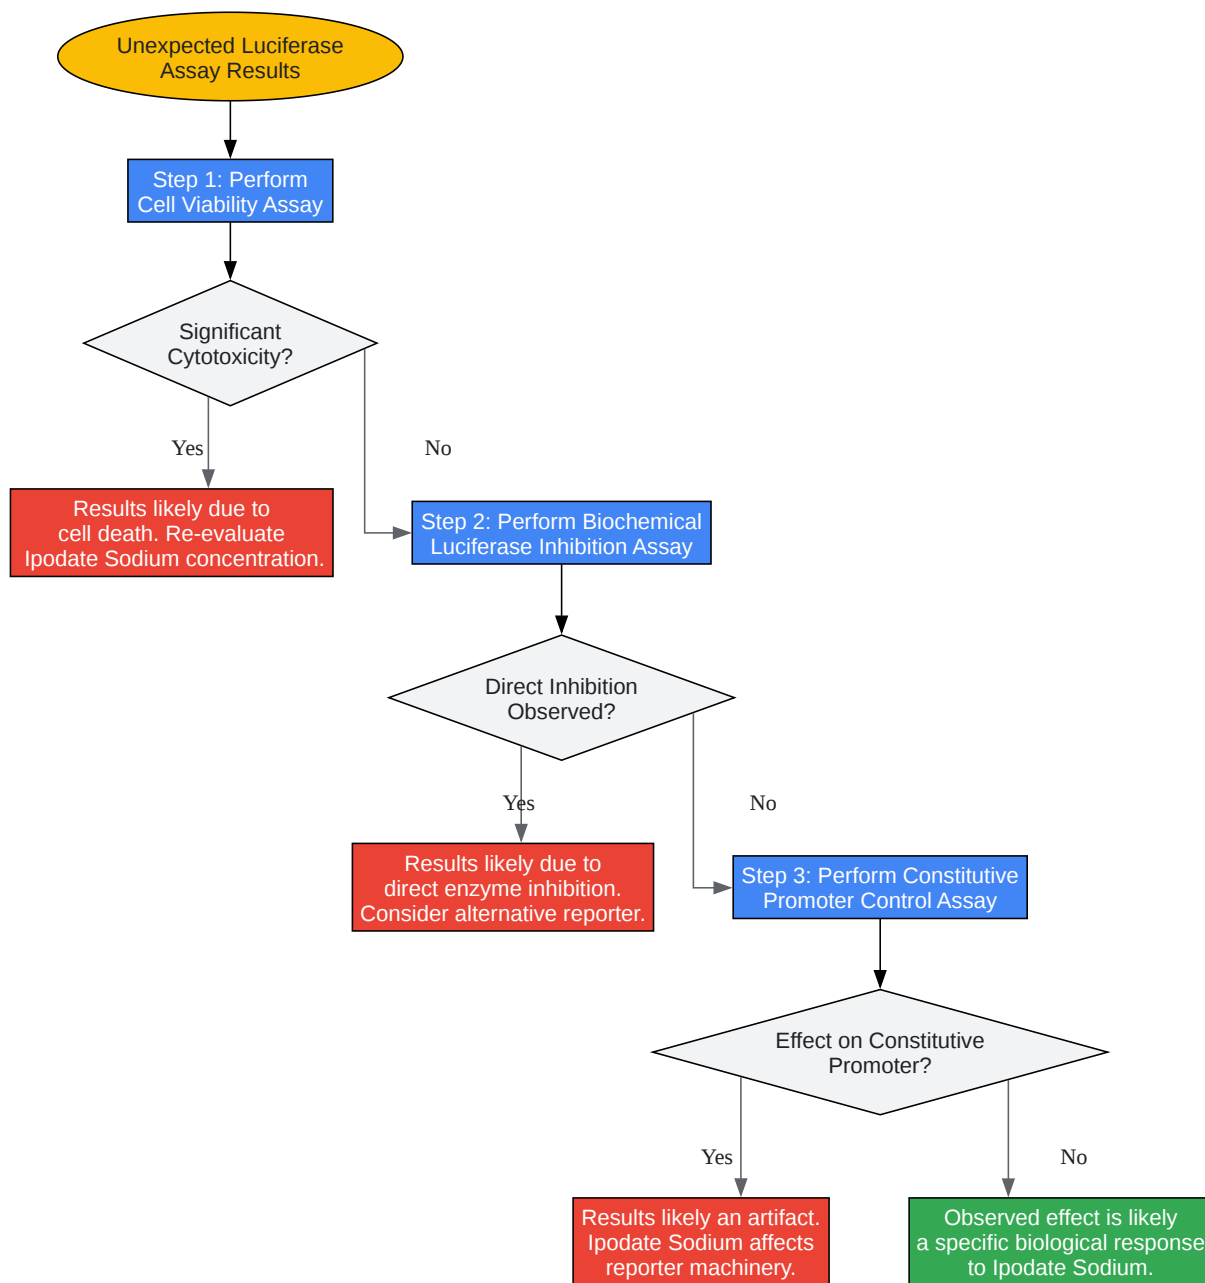 Unexpected Luciferase
Assay Results
Step 1: Perform
Cell Viability Assay
Significant
Cytotoxicity?
Yes
No
Results likely due to
cell death. Re-evaluate
Ipodate Sodium concentration.
Step 2: Perform Biochemical
Luciferase Inhibition Assay
Direct Inhibition
Observed?
Yes
No
Results likely due to
direct enzyme inhibition.
Consider alternative reporter.
Step 3: Perform Constitutive
Promoter Control Assay
Effect on Constitutive
Promoter?
Yes
No
Results likely an artifact.
Ipodate Sodium affects
reporter machinery.
Observed effect is likely
a specific biological response
to Ipodate Sodium.